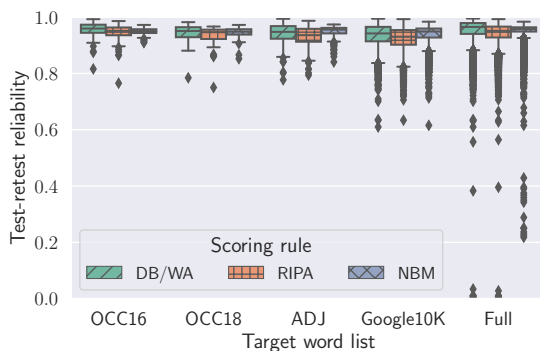 1.0
0.8
0.6
0.4
0.2
0.0
Test-retest reliability
Scoring rule
DB/WA RIPA NBM
OCC16 OCC18 ADJ Google10K Full
Target word list